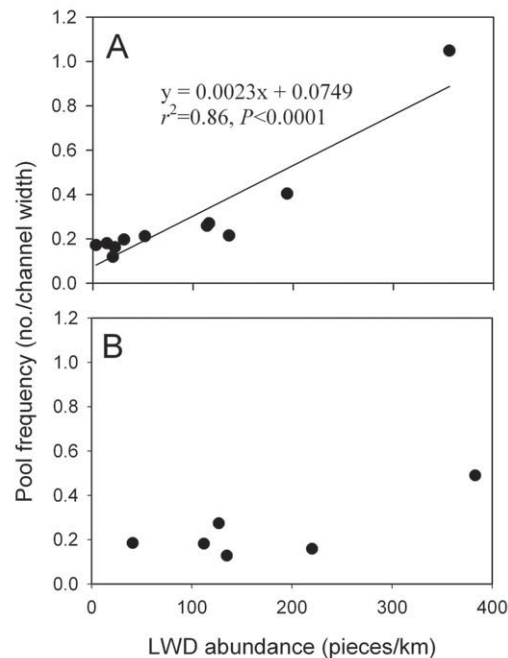 1.2
A
1.0
y = 0.0023x + 0.0749
r²=0.86, P<0.0001
0.8
0.6
0.4
0.2
0.0
Pool frequency (no./channel width)
1.2
B
1.0
0.8
0.6
0.4
0.2
0.0
0 100 200 300 400
LWD abundance (pieces/km)